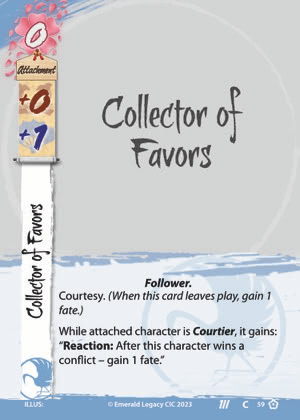 0
Attachment
+0
+1
Collector of
Favors
Collector of Favors
Follower.
Courtesy. (When this card leaves play, gain 1
fate.)
While attached character is Courtier, it gains:
“Reaction: After this character wins a
conflict – gain 1 fate.”
ILLUS:
© Emerald Legacy CIC 2023
C
59